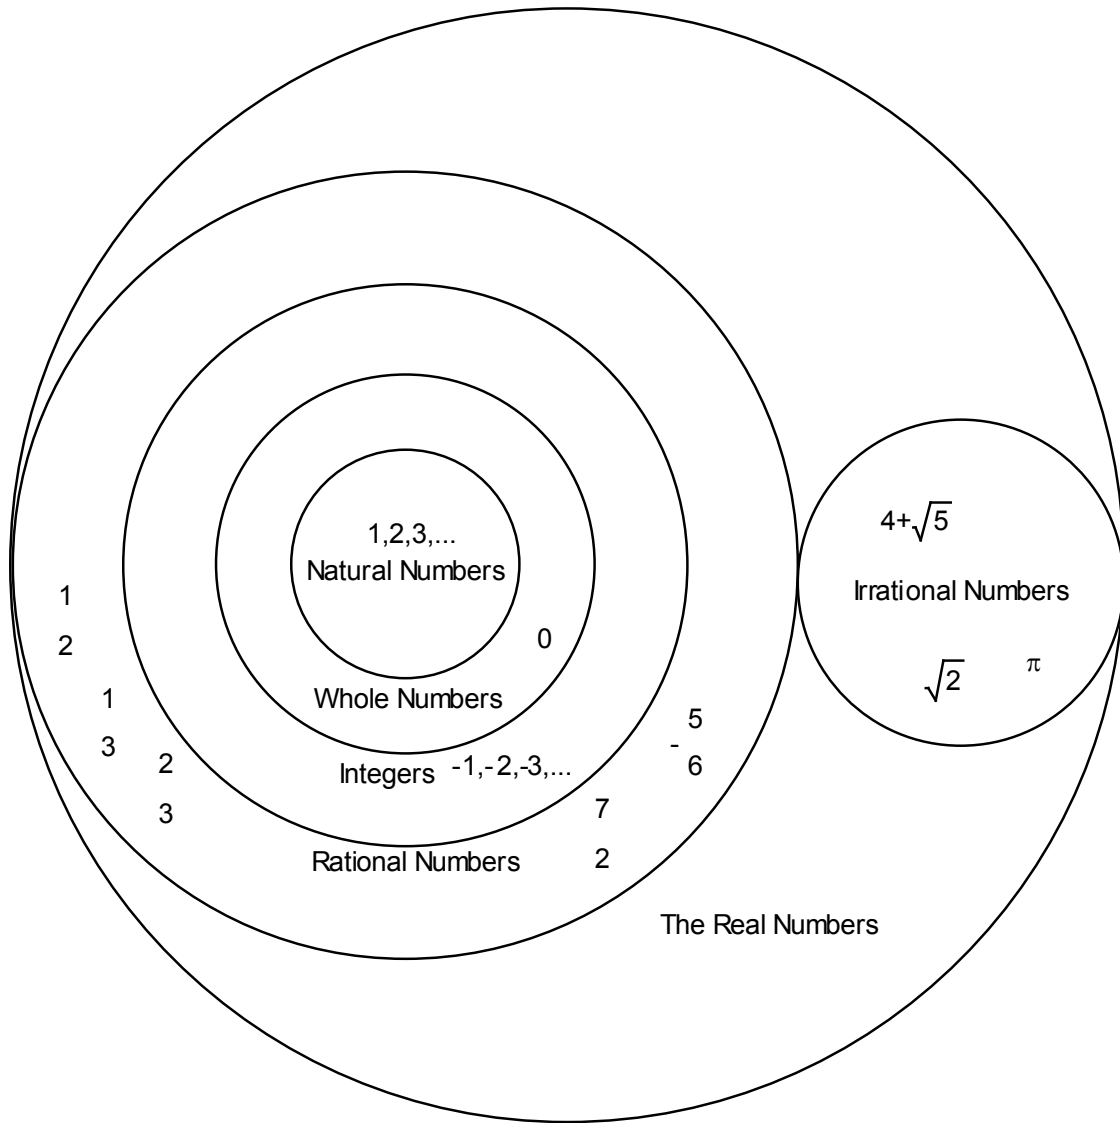 1,2,3,...
Natural Numbers
0
Whole Numbers
Integers -1,-2,-3,...
Rational Numbers
1
2
1
3
2
3
7
2
5
-
6
4+√5
Irrational Numbers
√2
π
The Real Numbers